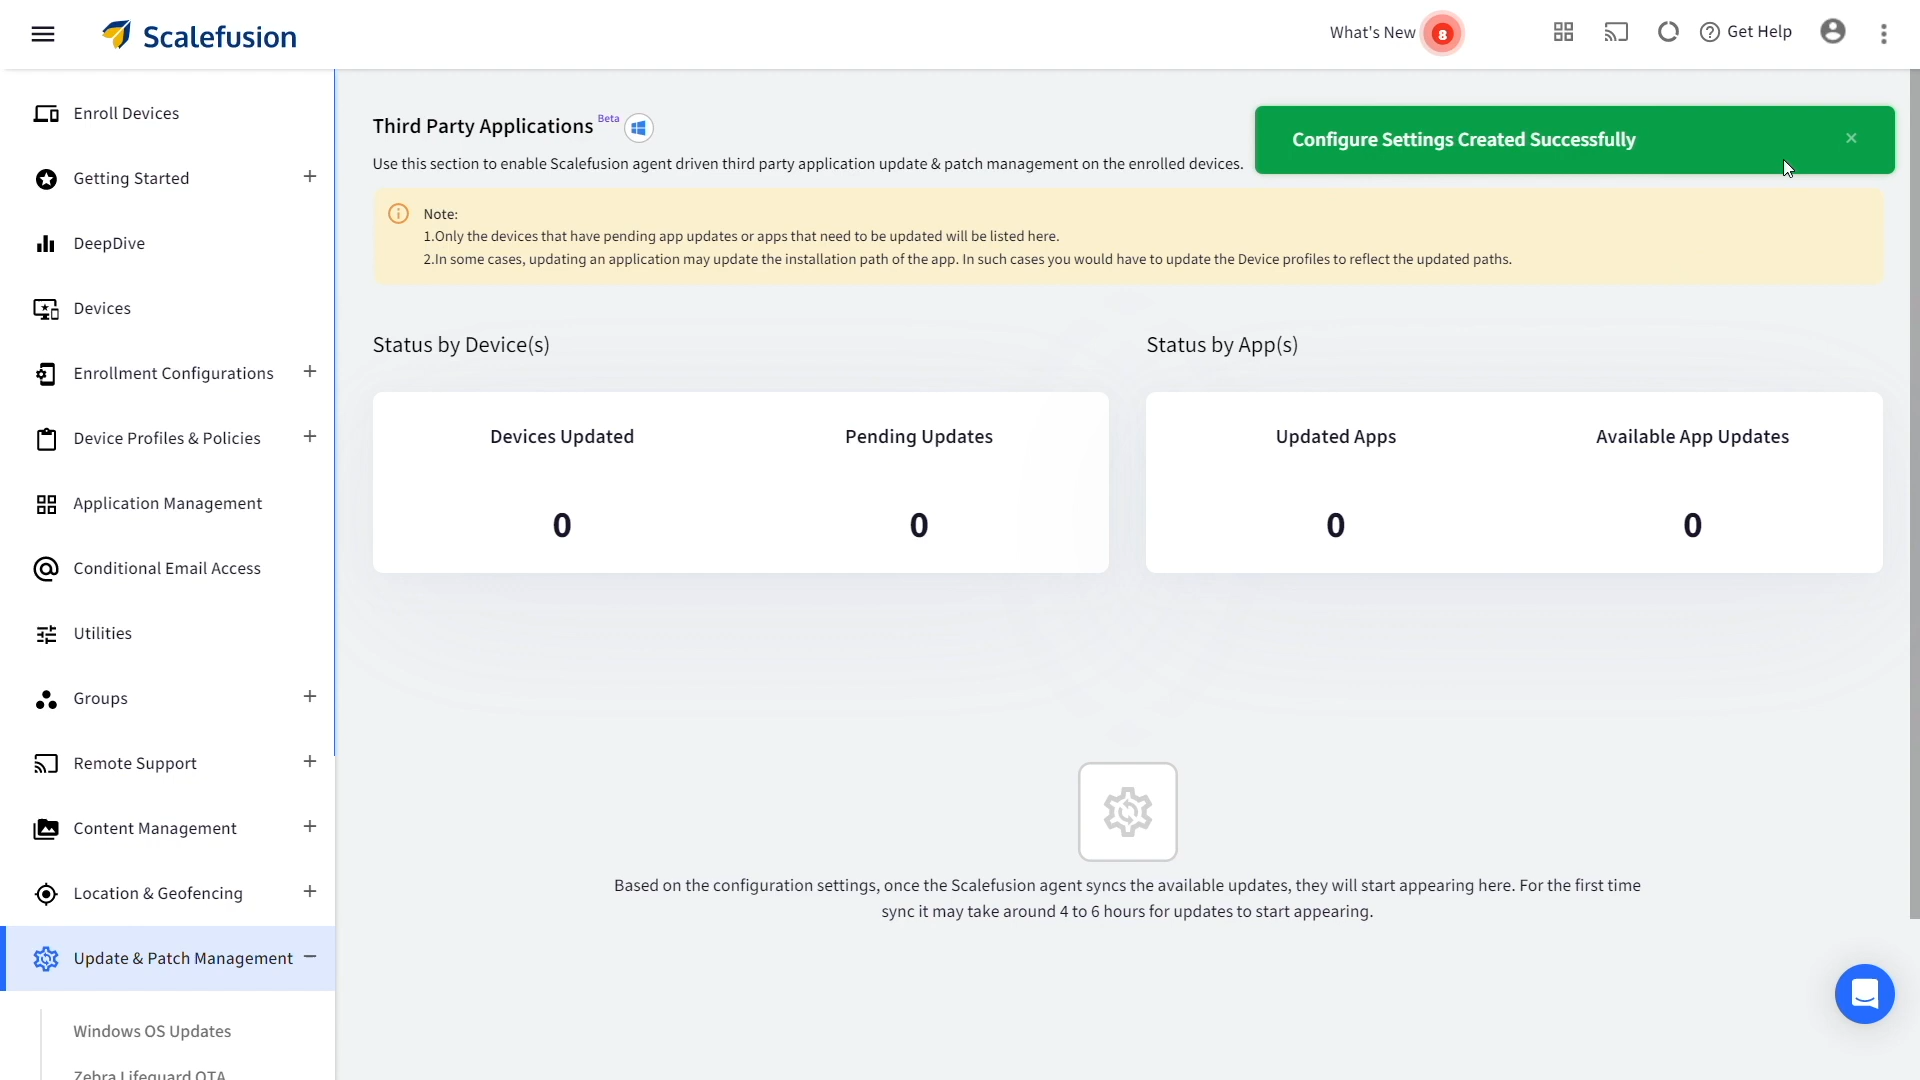 Scalefusion
What's New 8
Get Help
Enroll Devices
Getting Started
DeepDive
Devices
Enrollment Configurations
Device Profiles & Policies
Application Management
Conditional Email Access
Utilities
Groups
Remote Support
Content Management
Location & Geofencing
Update & Patch Management
Windows OS Updates
Zebra Lifeguard OTA
Third Party Applications Beta
Use this section to enable Scalefusion agent driven third party application update & patch management on the enrolled devices.
Configure Settings Created Successfully
Note:
1.Only the devices that have pending app updates or apps that need to be updated will be listed here.
2.In some cases, updating an application may update the installation path of the app. In such cases you would have to update the Device profiles to reflect the updated paths.
Status by Device(s)
Devices Updated
Pending Updates
0
0
Status by App(s)
Updated Apps
Available App Updates
0
0
Based on the configuration settings, once the Scalefusion agent syncs the available updates, they will start appearing here. For the first time
sync it may take around 4 to 6 hours for updates to start appearing.